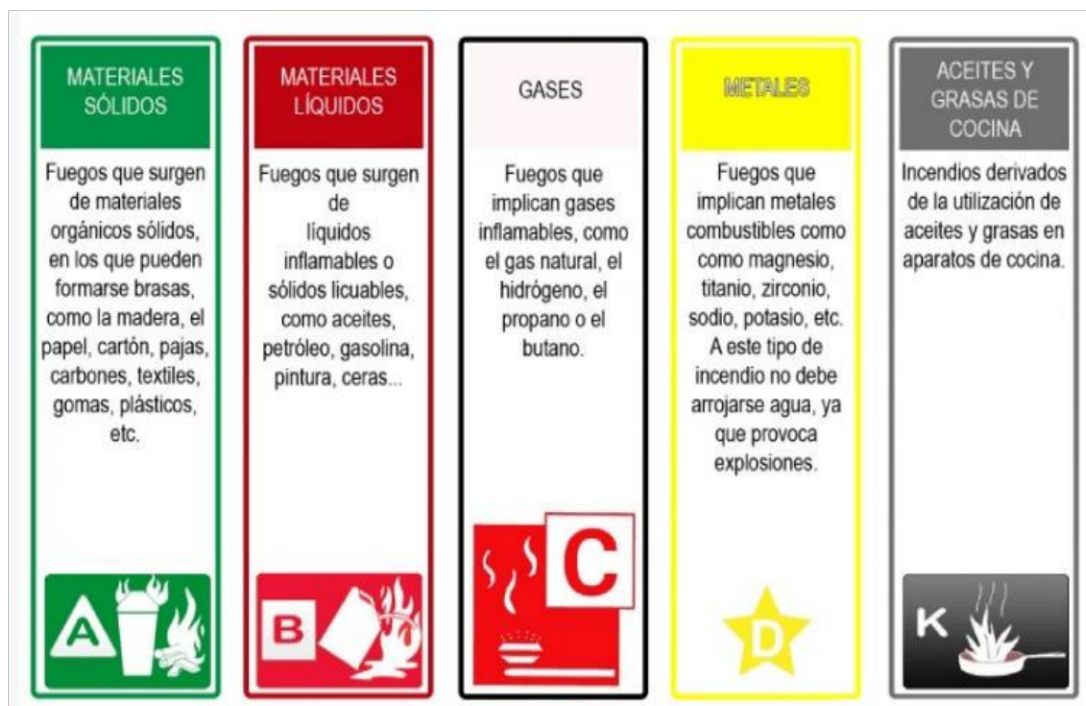 MATERIALES
SÓLIDOS
Fuegos que surgen
de materiales
orgánicos sólidos,
en los que pueden
formarse brasas,
como la madera, el
papel, cartón, pajas,
carbones, textiles,
gomas, plásticos,
etc.
A
MATERIALES
LÍQUIDOS
Fuegos que surgen
de
líquidos
inflamables o
sólidos licuables,
como aceites,
petróleo, gasolina,
pintura, ceras...
B
GASES
Fuegos que
implican gases
inflamables, como
el gas natural, el
hidrógeno, el
propano o el
butano.
C
METALES
Fuegos que
implican metales
combustibles como
como magnesio,
titanio, zirconio,
sodio, potasio, etc.
A este tipo de
incendio no debe
arrojarse agua, ya
que provoca
explosiones.
D
ACEITES Y
GRASAS DE
COCINA
Incendios derivados
de la utilización de
aceites y grasas en
aparatos de cocina.
K